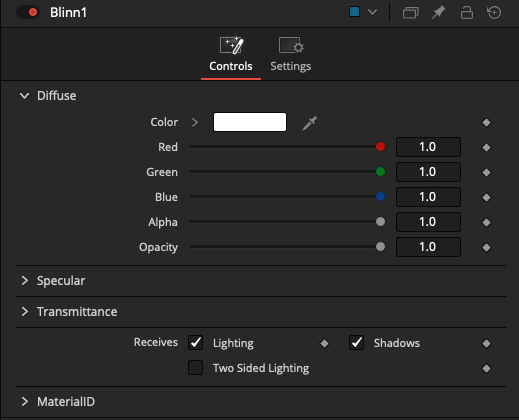 Blinn1
Controls Settings
Diffuse
Color
Red 1.0
Green 1.0
Blue 1.0
Alpha 1.0
Opacity 1.0
Specular
Transmittance
Receives Lighting Shadows
Two Sided Lighting
MaterialID